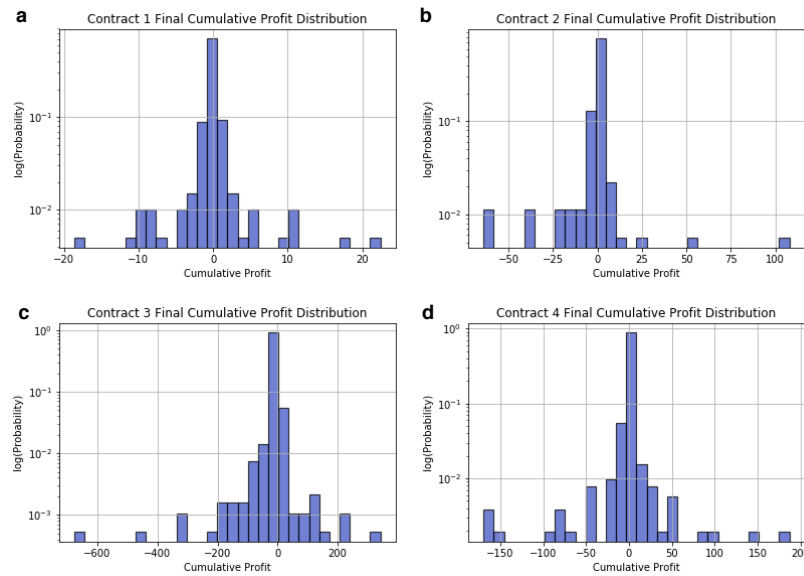 a
Contract 1 Final Cumulative Profit Distribution
log(Probability)
10⁻¹
10⁻²
−20
−10
0
10
20
Cumulative Profit
b
Contract 2 Final Cumulative Profit Distribution
log(Probability)
10⁻¹
10⁻²
−50
−25
0
25
50
75
100
Cumulative Profit
c
Contract 3 Final Cumulative Profit Distribution
log(Probability)
10⁰
10⁻¹
10⁻²
10⁻³
−600
−400
−200
0
200
Cumulative Profit
d
Contract 4 Final Cumulative Profit Distribution
log(Probability)
10⁰
10⁻¹
10⁻²
−150
−100
−50
0
50
100
150
200
Cumulative Profit